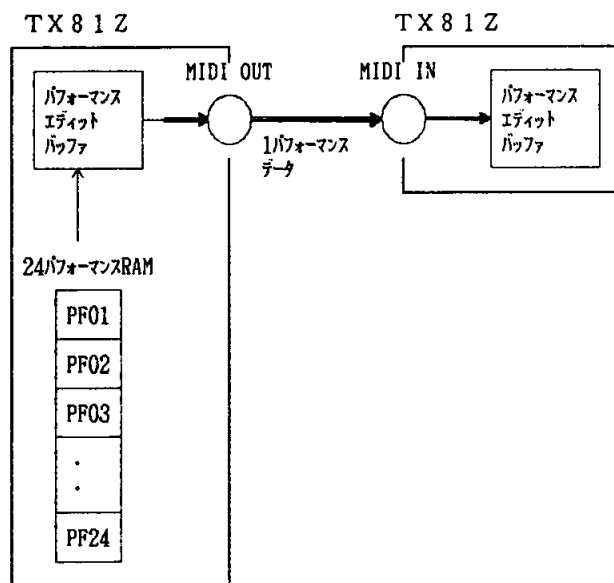 TX81Z
パフォーマンス
エディット
バッファ
MIDI OUT
1パフォーマンス
データ
24パフォーマンスRAM
PF01
PF02
PF03
・
・
PF24
TX81Z
MIDI IN
パフォーマンス
エディット
バッファ